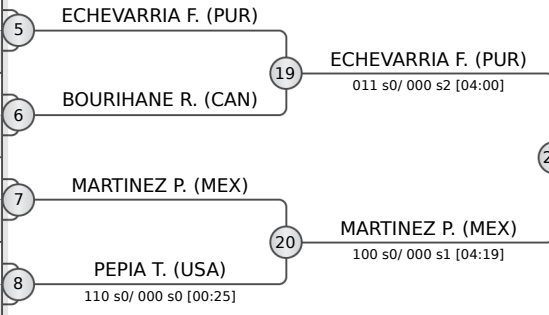 ECHEVARRIA F. (PUR)
5
19
ECHEVARRIA F. (PUR)
011 s0/ 000 s2 [04:00]
BOURIHANE R. (CAN)
6
MARTINEZ P. (MEX)
7
20
MARTINEZ P. (MEX)
100 s0/ 000 s1 [04:19]
PEPIA T. (USA)
8
110 s0/ 000 s0 [00:25]